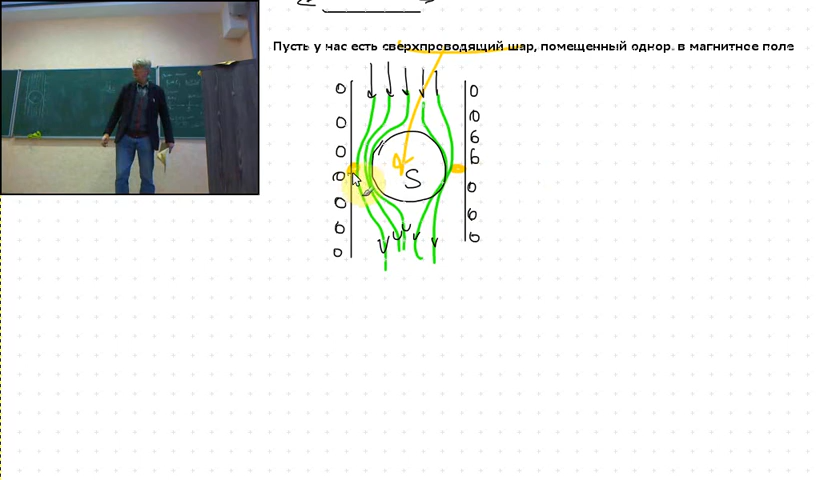 Пусть у нас есть сверхпроводящий шар, помещенный однор. в магнитное поле
S